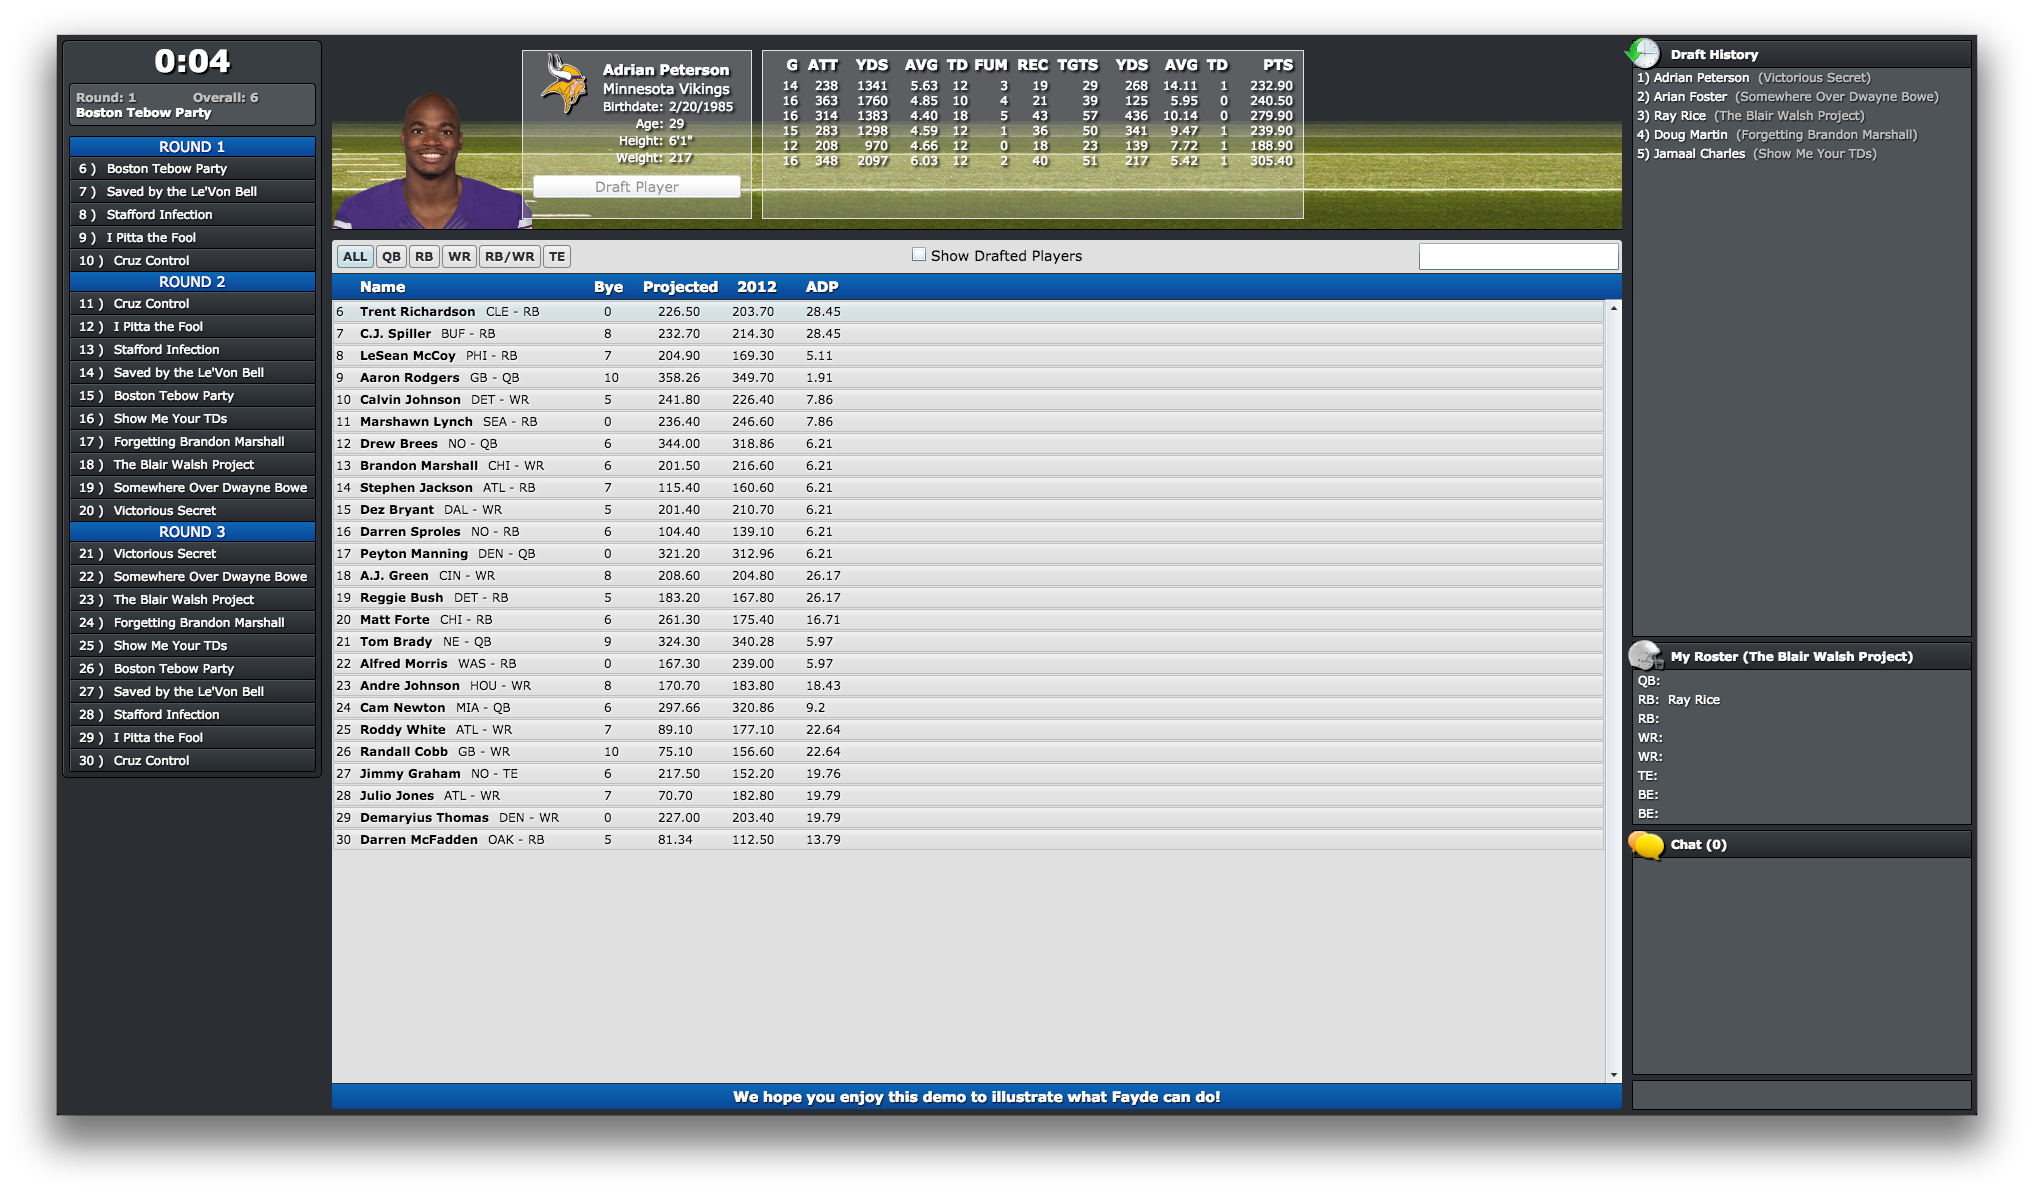 0:04
Round: 1 Overall: 6
Boston Tebow Party
ROUND 1
6 ) Boston Tebow Party
7 ) Saved by the Le'Von Bell
8 ) Stafford Infection
9 ) I Pitta the Fool
10 ) Cruz Control
ROUND 2
11 ) Cruz Control
12 ) I Pitta the Fool
13 ) Stafford Infection
14 ) Saved by the Le'Von Bell
15 ) Boston Tebow Party
16 ) Show Me Your TDs
17 ) Forgetting Brandon Marshall
18 ) The Blair Walsh Project
19 ) Somewhere Over Dwayne Bowe
20 ) Victorious Secret
ROUND 3
21 ) Victorious Secret
22 ) Somewhere Over Dwayne Bowe
23 ) The Blair Walsh Project
24 ) Forgetting Brandon Marshall
25 ) Show Me Your TDs
26 ) Boston Tebow Party
27 ) Saved by the Le'Von Bell
28 ) Stafford Infection
29 ) I Pitta the Fool
30 ) Cruz Control
Adrian Peterson
Minnesota Vikings
Birthdate: 2/20/1985
Age: 29
Height: 6'1"
Weight: 217
Draft Player
G ATT YDS AVG TD FUM REC TGTS YDS AVG TD PTS
14 238 1341 5.63 12 3 19 29 268 14.11 1 232.90
16 363 1760 4.85 10 4 21 39 125 5.95 0 240.50
16 314 1383 4.40 18 5 43 57 436 10.14 0 279.90
15 283 1298 4.59 12 1 36 50 341 9.47 1 239.90
12 208 970 4.66 12 0 18 23 139 7.72 1 188.90
16 348 2097 6.03 12 2 40 51 217 5.42 1 305.40
ALL QB RB WR RB/WR TE Show Drafted Players
Name Bye Projected 2012 ADP
6 Trent Richardson CLE - RB 0 226.50 203.70 28.45
7 C.J. Spiller BUF - RB 8 232.70 214.30 28.45
8 LeSean McCoy PHI - RB 7 204.90 169.30 5.11
9 Aaron Rodgers GB - QB 10 358.26 349.70 1.91
10 Calvin Johnson DET - WR 5 241.80 226.40 7.86
11 Marshawn Lynch SEA - RB 0 236.40 246.60 7.86
12 Drew Brees NO - QB 6 344.00 318.86 6.21
13 Brandon Marshall CHI - WR 6 201.50 216.60 6.21
14 Stephen Jackson ATL - RB 7 115.40 160.60 6.21
15 Dez Bryant DAL - WR 5 201.40 210.70 6.21
16 Darren Sproles NO - RB 6 104.40 139.10 6.21
17 Peyton Manning DEN - QB 0 321.20 312.96 6.21
18 A.J. Green CIN - WR 8 208.60 204.80 26.17
19 Reggie Bush DET - RB 5 183.20 167.80 26.17
20 Matt Forte CHI - RB 6 261.30 175.40 16.71
21 Tom Brady NE - QB 9 324.30 340.28 5.97
22 Alfred Morris WAS - RB 0 167.30 239.00 5.97
23 Andre Johnson HOU - WR 8 170.70 183.80 18.43
24 Cam Newton MIA - QB 6 297.66 320.86 9.2
25 Roddy White ATL - WR 7 89.10 177.10 22.64
26 Randall Cobb GB - WR 10 75.10 156.60 22.64
27 Jimmy Graham NO - TE 6 217.50 152.20 19.76
28 Julio Jones ATL - WR 7 70.70 182.80 19.79
29 Demaryius Thomas DEN - WR 0 227.00 203.40 19.79
30 Darren McFadden OAK - RB 5 81.34 112.50 13.79
We hope you enjoy this demo to illustrate what Fayde can do!
Draft History
1) Adrian Peterson (Victorious Secret)
2) Arian Foster (Somewhere Over Dwayne Bowe)
3) Ray Rice (The Blair Walsh Project)
4) Doug Martin (Forgetting Brandon Marshall)
5) Jamaal Charles (Show Me Your TDs)
My Roster (The Blair Walsh Project)
QB:
RB: Ray Rice
RB:
WR:
WR:
TE:
BE:
BE:
Chat (0)